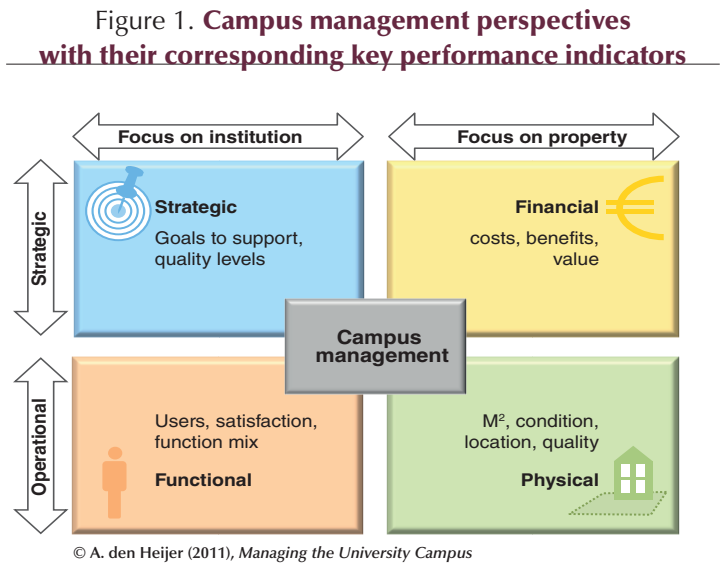 Figure 1. Campus management perspectives
with their corresponding key performance indicators
Focus on institution
Focus on property
Strategic
Strategic
Goals to support,
quality levels
Financial
costs, benefits,
value
Campus
management
Operational
Users, satisfaction,
function mix
Functional
M², condition,
location, quality
Physical
© A. den Heijer (2011), Managing the University Campus